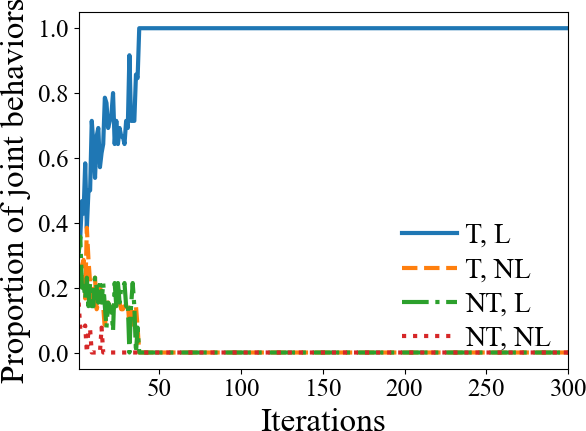 Proportion of joint behaviors
1.0
0.8
0.6
0.4
0.2
0.0
T, L
T, NL
NT, L
NT, NL
50
100
150
200
250
300
Iterations